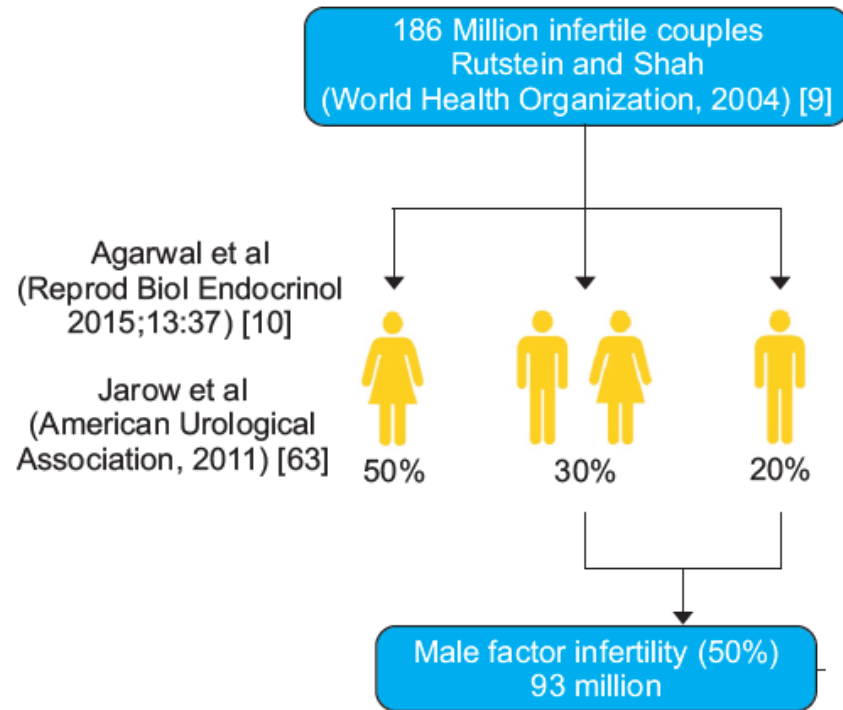 186 Million infertile couples
Rutstein and Shah
(World Health Organization, 2004) [9]
Agarwal et al
(Reprod Biol Endocrinol
2015;13:37) [10]
Jarow et al
(American Urological
Association, 2011) [63]
50%
30%
20%
Male factor infertility (50%)
93 million